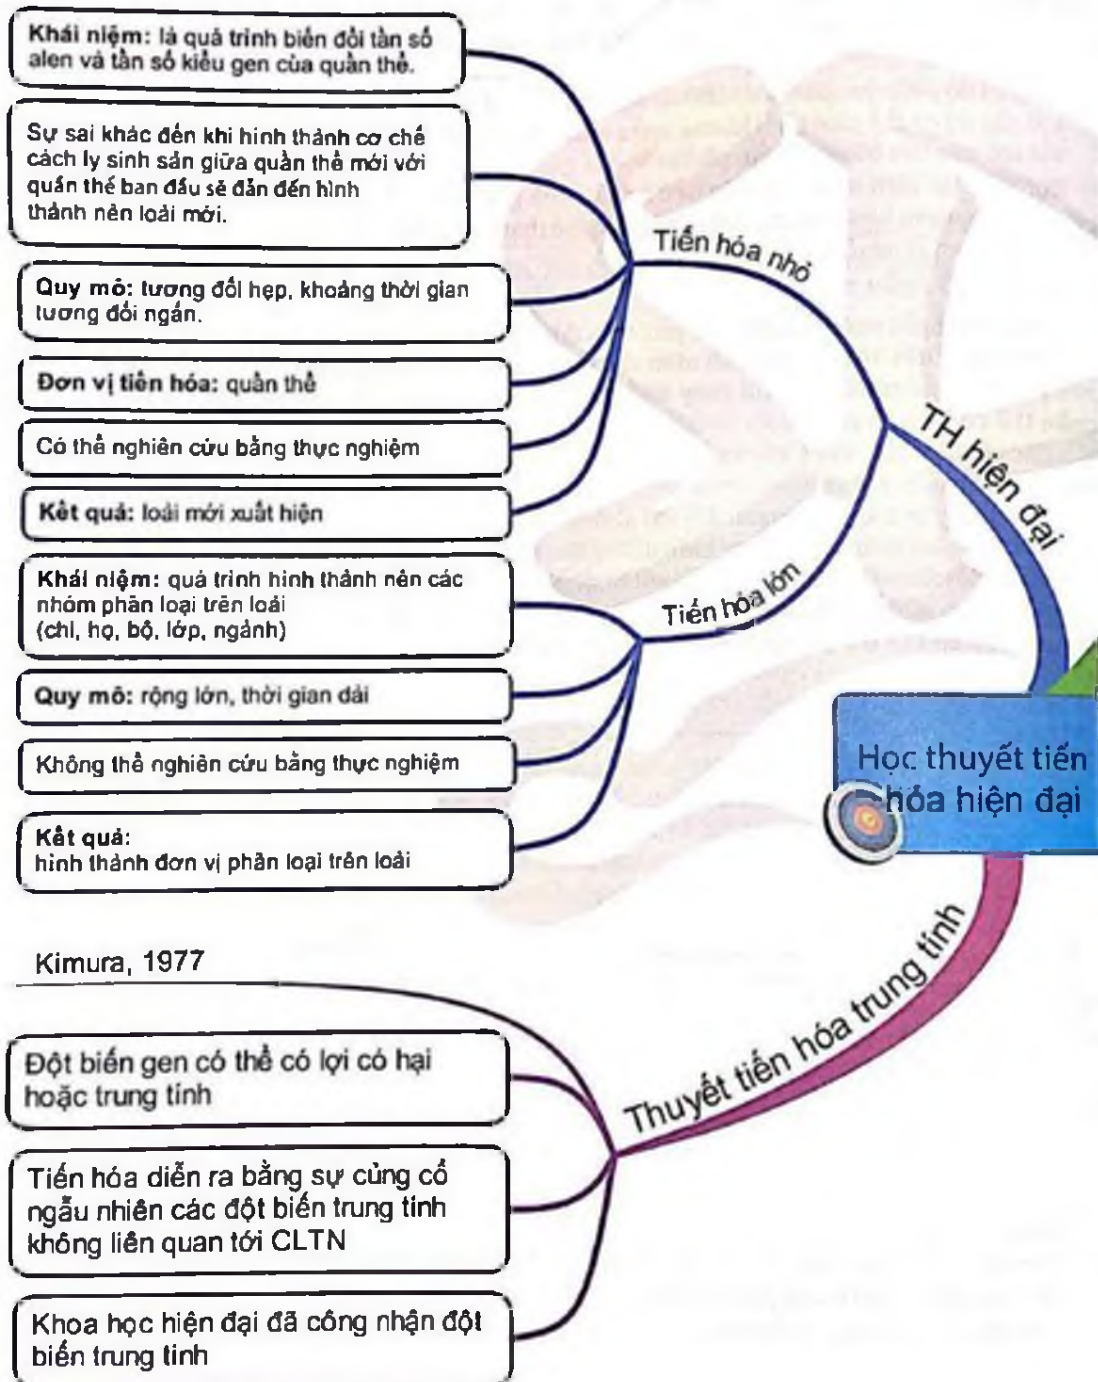 Khái niệm: là quá trình biến đổi tần số
alen và tần số kiểu gen của quần thể.
Sự sai khác đến khi hình thành cơ chế
cách ly sinh sản giữa quần thể mới với
quần thể ban đầu sẽ dẫn đến hình
thành nên loài mới.
Quy mô: tương đối hẹp, khoảng thời gian
tương đối ngắn.
Đơn vị tiến hóa: quần thể
Có thể nghiên cứu bằng thực nghiệm
Kết quả: loài mới xuất hiện
Tiến hóa nhỏ
Khái niệm: quá trình hình thành nên các
nhóm phân loại trên loài
(chi, họ, bộ, lớp, ngành)
Quy mô: rộng lớn, thời gian dài
Không thể nghiên cứu bằng thực nghiệm
Kết quả:
hình thành đơn vị phân loại trên loài
Tiến hóa lớn
TH hiện đại
Học thuyết tiến
hóa hiện đại
Kimura, 1977
Đột biến gen có thể có lợi có hại
hoặc trung tính
Tiến hóa diễn ra bằng sự củng cố
ngẫu nhiên các đột biến trung tính
không liên quan tới CLTN
Khoa học hiện đại đã công nhận đột
biến trung tính
Thuyết tiến hóa trung tính